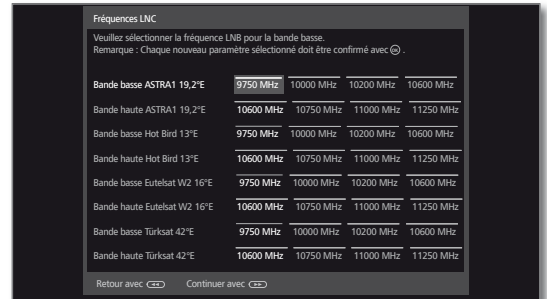 Fréquences LNC
Veuillez sélectionner la fréquence LNB pour la bande basse.
Remarque : Chaque nouveau paramètre sélectionné doit être confirmé avec OK .
Bande basse ASTRA1 19,2°E 9750 MHz 10000 MHz 10200 MHz 10600 MHz
Bande haute ASTRA1 19,2°E 10600 MHz 10750 MHz 11000 MHz 11250 MHz
Bande basse Hot Bird 13°E 9750 MHz 10000 MHz 10200 MHz 10600 MHz
Bande haute Hot Bird 13°E 10600 MHz 10750 MHz 11000 MHz 11250 MHz
Bande basse Eutelsat W2 16°E 9750 MHz 10000 MHz 10200 MHz 10600 MHz
Bande haute Eutelsat W2 16°E 10600 MHz 10750 MHz 11000 MHz 11250 MHz
Bande basse Türksat 42°E 9750 MHz 10000 MHz 10200 MHz 10600 MHz
Bande haute Türksat 42°E 10600 MHz 10750 MHz 11000 MHz 11250 MHz
Retour avec Continuer avec